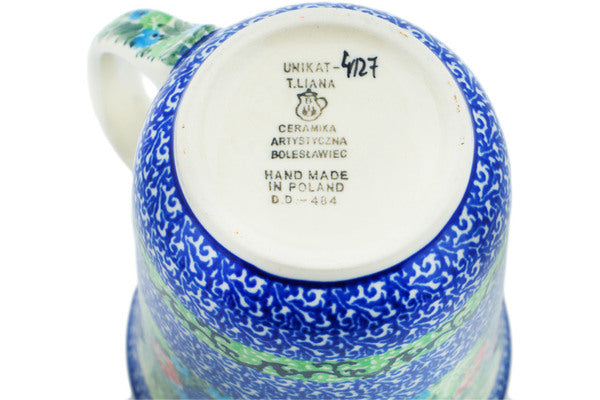 UNIKAT-4127
T.LIANA
CERAMIKA
ARTYSTYCZNA
BOLESŁAWIEC
HAND MADE
IN POLAND
D.D.-484